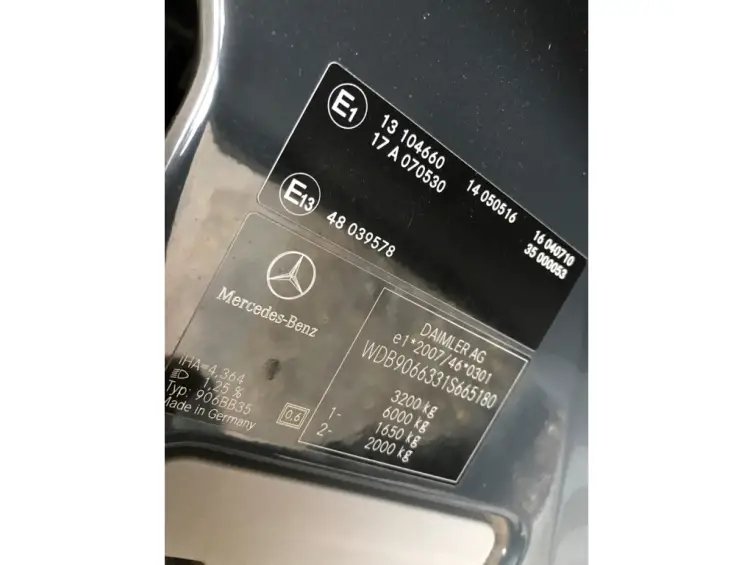 E1 13 104660 14 050516 16 040710
17 A 070530 35 000053
E13 48 039578
Mercedes-Benz
DAIMLER AG
e1*2007/46*0301
WDB9066331S665180
3200 kg
6000 kg
1- 1650 kg
2- 2000 kg
IHA=4,364
1,25 %
Typ: 906BB35
Made in Germany
0.6